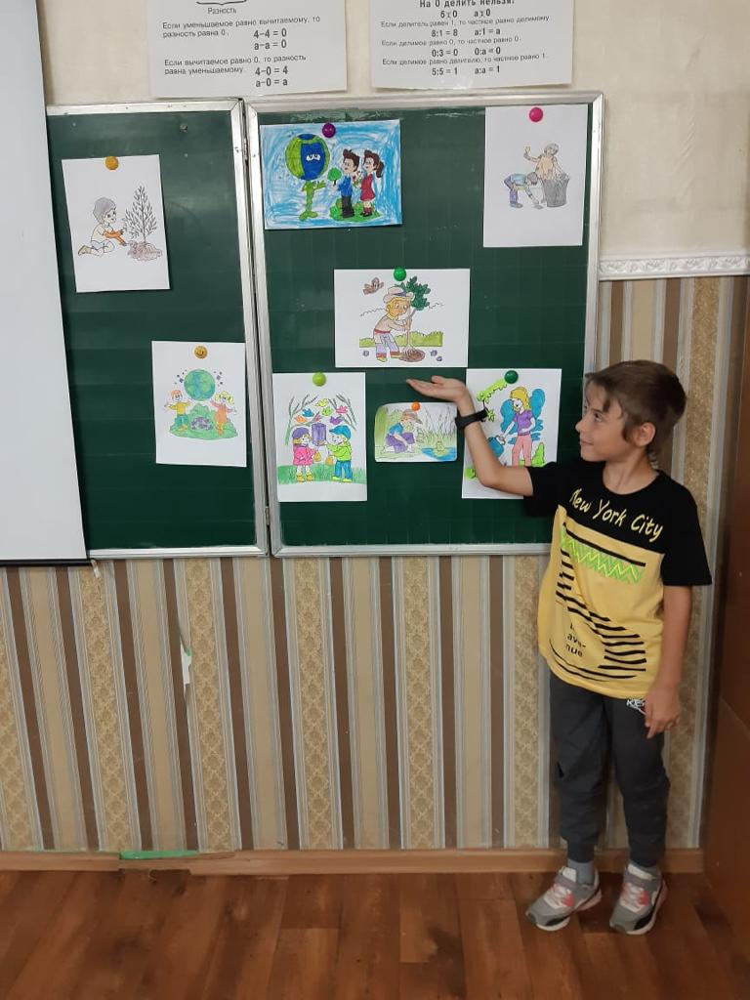 Разность
Если уменьшаемое равно вычитаемому, то
разность равна 0.
4–4 = 0
а–а = 0
Если вычитаемое равно 0, то разность
равна уменьшаемому.
4–0 = 4
а–0 = а
На 0 делить нельзя!
5:0 а:0
Если делитель равен 1, то частное равно делимому
8:1 = 8 а:1 = а
Если делимое равно 0, то частное равно 0.
0:3 = 0 0:а = 0
Если делимое равно делителю, то частное равно 1.
5:5 = 1 а:а = 1
New York City
ave-
nue